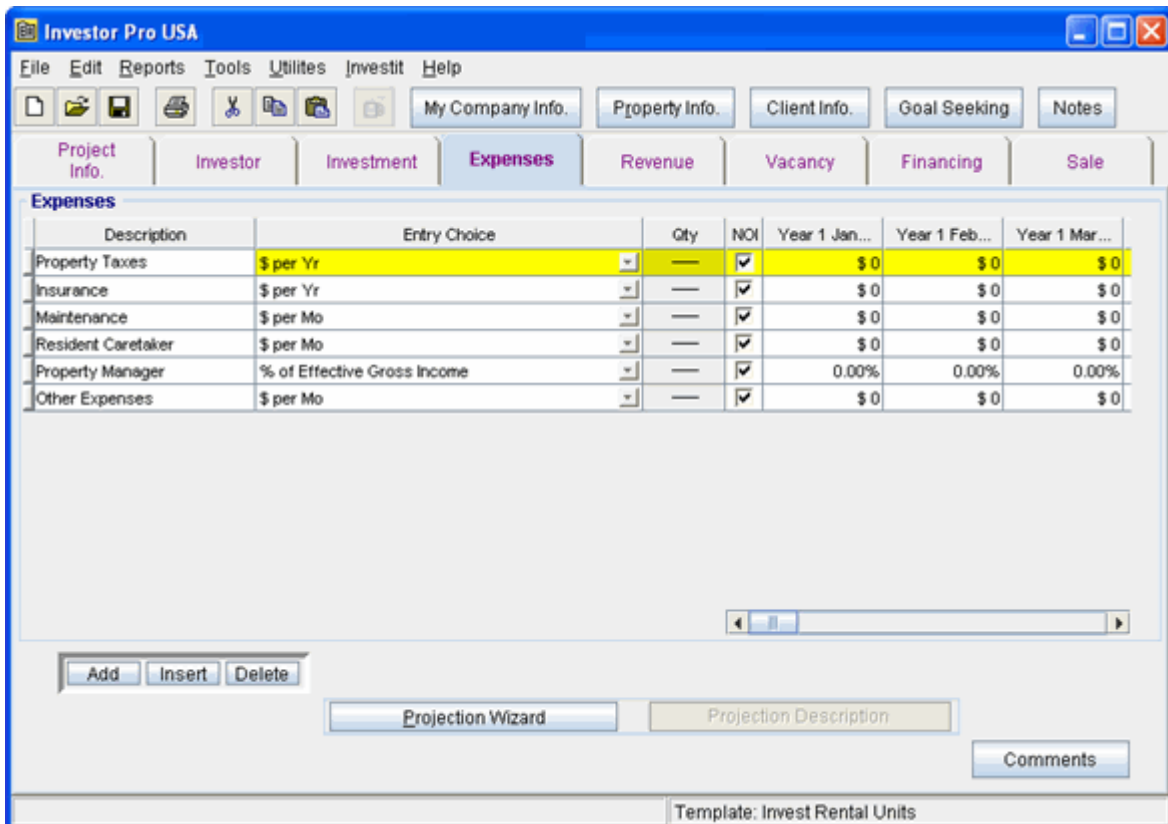 Investor Pro USA
File Edit Reports Tools Utilites Investit Help
My Company Info. Property Info. Client Info. Goal Seeking Notes
Project Info. Investor Investment Expenses Revenue Vacancy Financing Sale
Expenses
Description Entry Choice Qty NOI Year 1 Jan... Year 1 Feb... Year 1 Mar...
Property Taxes $ per Yr — $ 0 $ 0 $ 0
Insurance $ per Yr — $ 0 $ 0 $ 0
Maintenance $ per Mo — $ 0 $ 0 $ 0
Resident Caretaker $ per Mo — $ 0 $ 0 $ 0
Property Manager % of Effective Gross Income — 0.00% 0.00% 0.00%
Other Expenses $ per Mo — $ 0 $ 0 $ 0
Add Insert Delete
Projection Wizard Projection Description
Comments
Template: Invest Rental Units